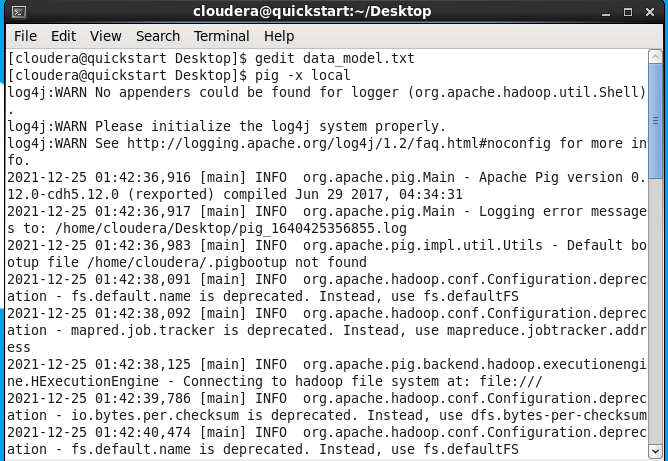 cloudera@quickstart:~/Desktop
File Edit View Search Terminal Help
[cloudera@quickstart Desktop]$ gedit data_model.txt
[cloudera@quickstart Desktop]$ pig -x local
log4j:WARN No appenders could be found for logger (org.apache.hadoop.util.Shell)
.
log4j:WARN Please initialize the log4j system properly.
log4j:WARN See http://logging.apache.org/log4j/1.2/faq.html#noconfig for more in
fo.
2021-12-25 01:42:36,916 [main] INFO  org.apache.pig.Main - Apache Pig version 0.
12.0-cdh5.12.0 (rexported) compiled Jun 29 2017, 04:34:31
2021-12-25 01:42:36,917 [main] INFO  org.apache.pig.Main - Logging error message
s to: /home/cloudera/Desktop/pig_1640425356855.log
2021-12-25 01:42:36,983 [main] INFO  org.apache.pig.impl.util.Utils - Default bo
otup file /home/cloudera/.pigbootup not found
2021-12-25 01:42:38,091 [main] INFO  org.apache.hadoop.conf.Configuration.deprec
ation - fs.default.name is deprecated. Instead, use fs.defaultFS
2021-12-25 01:42:38,092 [main] INFO  org.apache.hadoop.conf.Configuration.deprec
ation - mapred.job.tracker is deprecated. Instead, use mapreduce.jobtracker.addr
ess
2021-12-25 01:42:38,125 [main] INFO  org.apache.pig.backend.hadoop.executionengi
ne.HExecutionEngine - Connecting to hadoop file system at: file:///
2021-12-25 01:42:39,786 [main] INFO  org.apache.hadoop.conf.Configuration.deprec
ation - io.bytes.per.checksum is deprecated. Instead, use dfs.bytes-per-checksum
2021-12-25 01:42:40,474 [main] INFO  org.apache.hadoop.conf.Configuration.deprec
ation - fs.default.name is deprecated. Instead, use fs.defaultFS